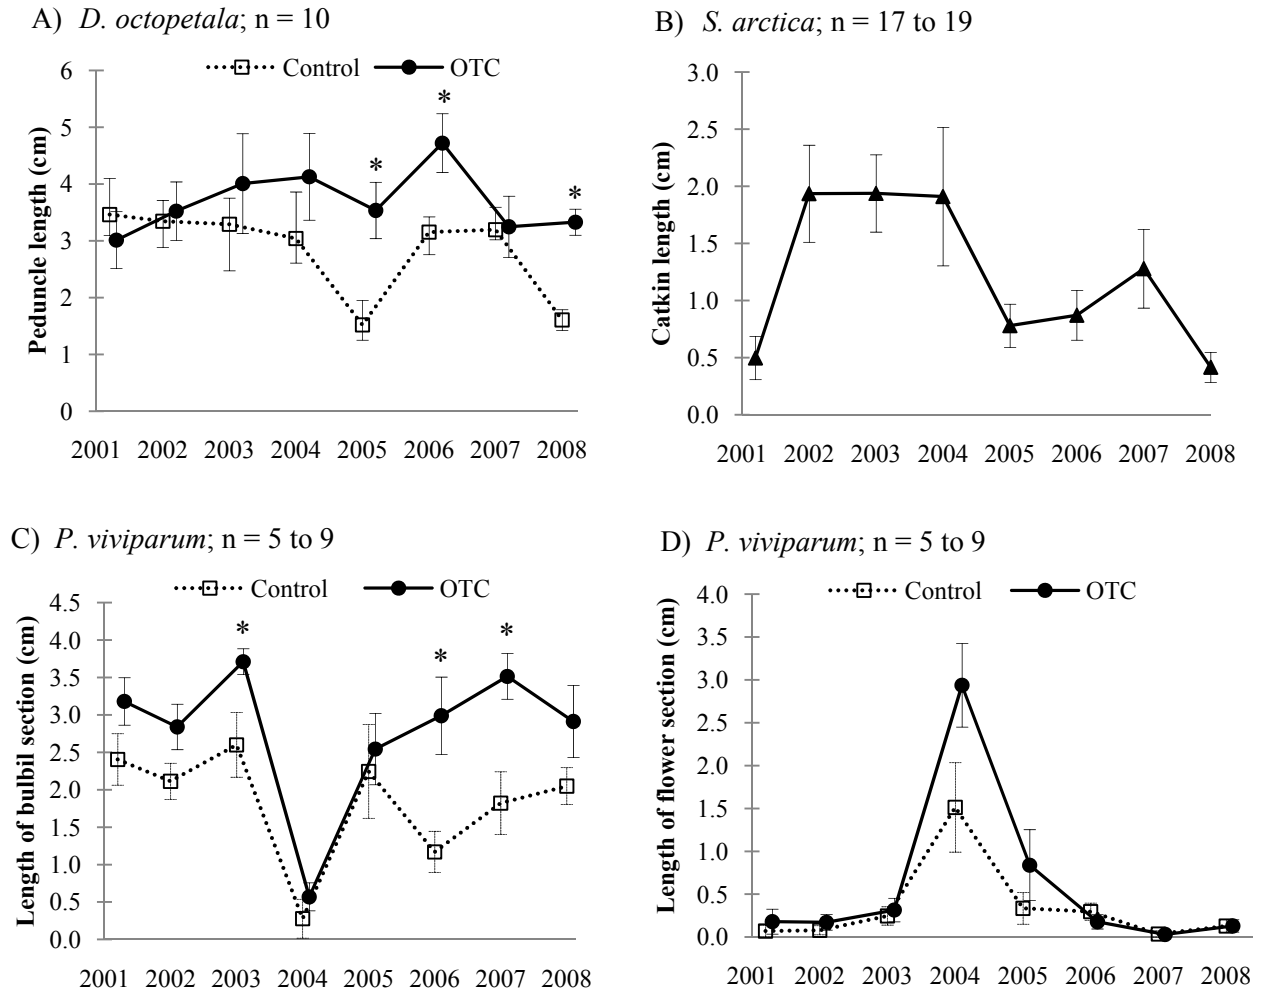 A) D. octopetala; n = 10
Control OTC
Peduncle length (cm)
6
5
4
3
2
1
0
* * *
2001 2002 2003 2004 2005 2006 2007 2008
B) S. arctica; n = 17 to 19
Catkin length (cm)
3.0
2.5
2.0
1.5
1.0
0.5
0.0
2001 2002 2003 2004 2005 2006 2007 2008
C) P. viviparum; n = 5 to 9
Control OTC
Length of bulbil section (cm)
4.5
4.0
3.5
3.0
2.5
2.0
1.5
1.0
0.5
0.0
* * *
2001 2002 2003 2004 2005 2006 2007 2008
D) P. viviparum; n = 5 to 9
Control OTC
Length of flower section (cm)
4.0
3.5
3.0
2.5
2.0
1.5
1.0
0.5
0.0
2001 2002 2003 2004 2005 2006 2007 2008